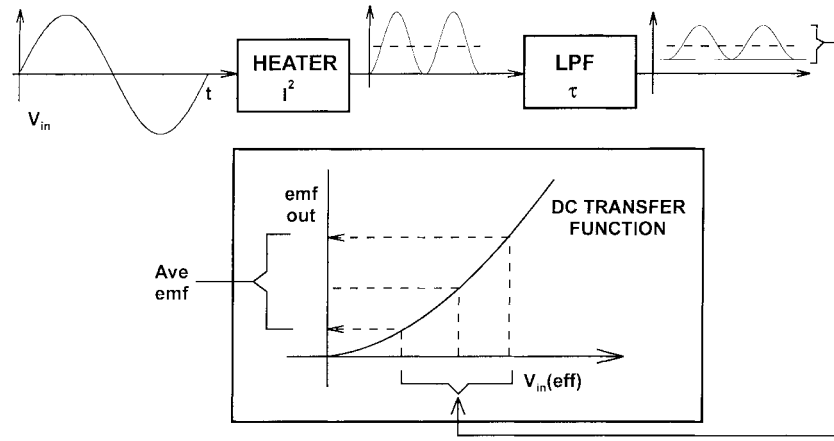 HEATER
I²
LPF
τ
t
V_in
emf
out
DC TRANSFER
FUNCTION
Ave
emf
V_in(eff)